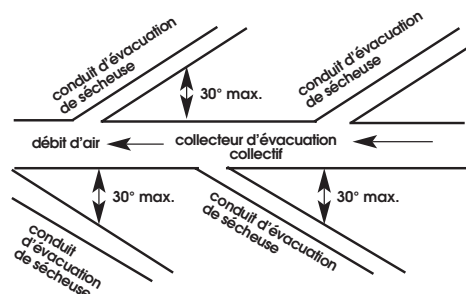 conduit d'évacuation
de sécheuse
conduit d'évacuation
de sécheuse
30° max.
débit d'air
collecteur d'évacuation
collectif
30° max.
30° max.
conduit
d'évacuation
de sécheuse
conduit d'évacuation
de sécheuse